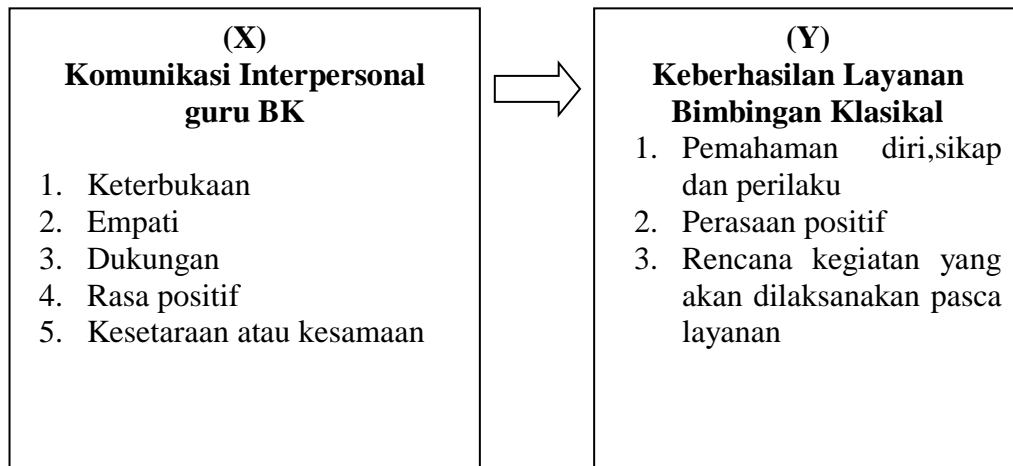 (X)
Komunikasi Interpersonal
guru BK
1. Keterbukaan
2. Empati
3. Dukungan
4. Rasa positif
5. Kesetaraan atau kesamaan
(Y)
Keberhasilan Layanan
Bimbingan Klasikal
1. Pemahaman diri,sikap
dan perilaku
2. Perasaan positif
3. Rencana kegiatan yang
akan dilaksanakan pasca
layanan